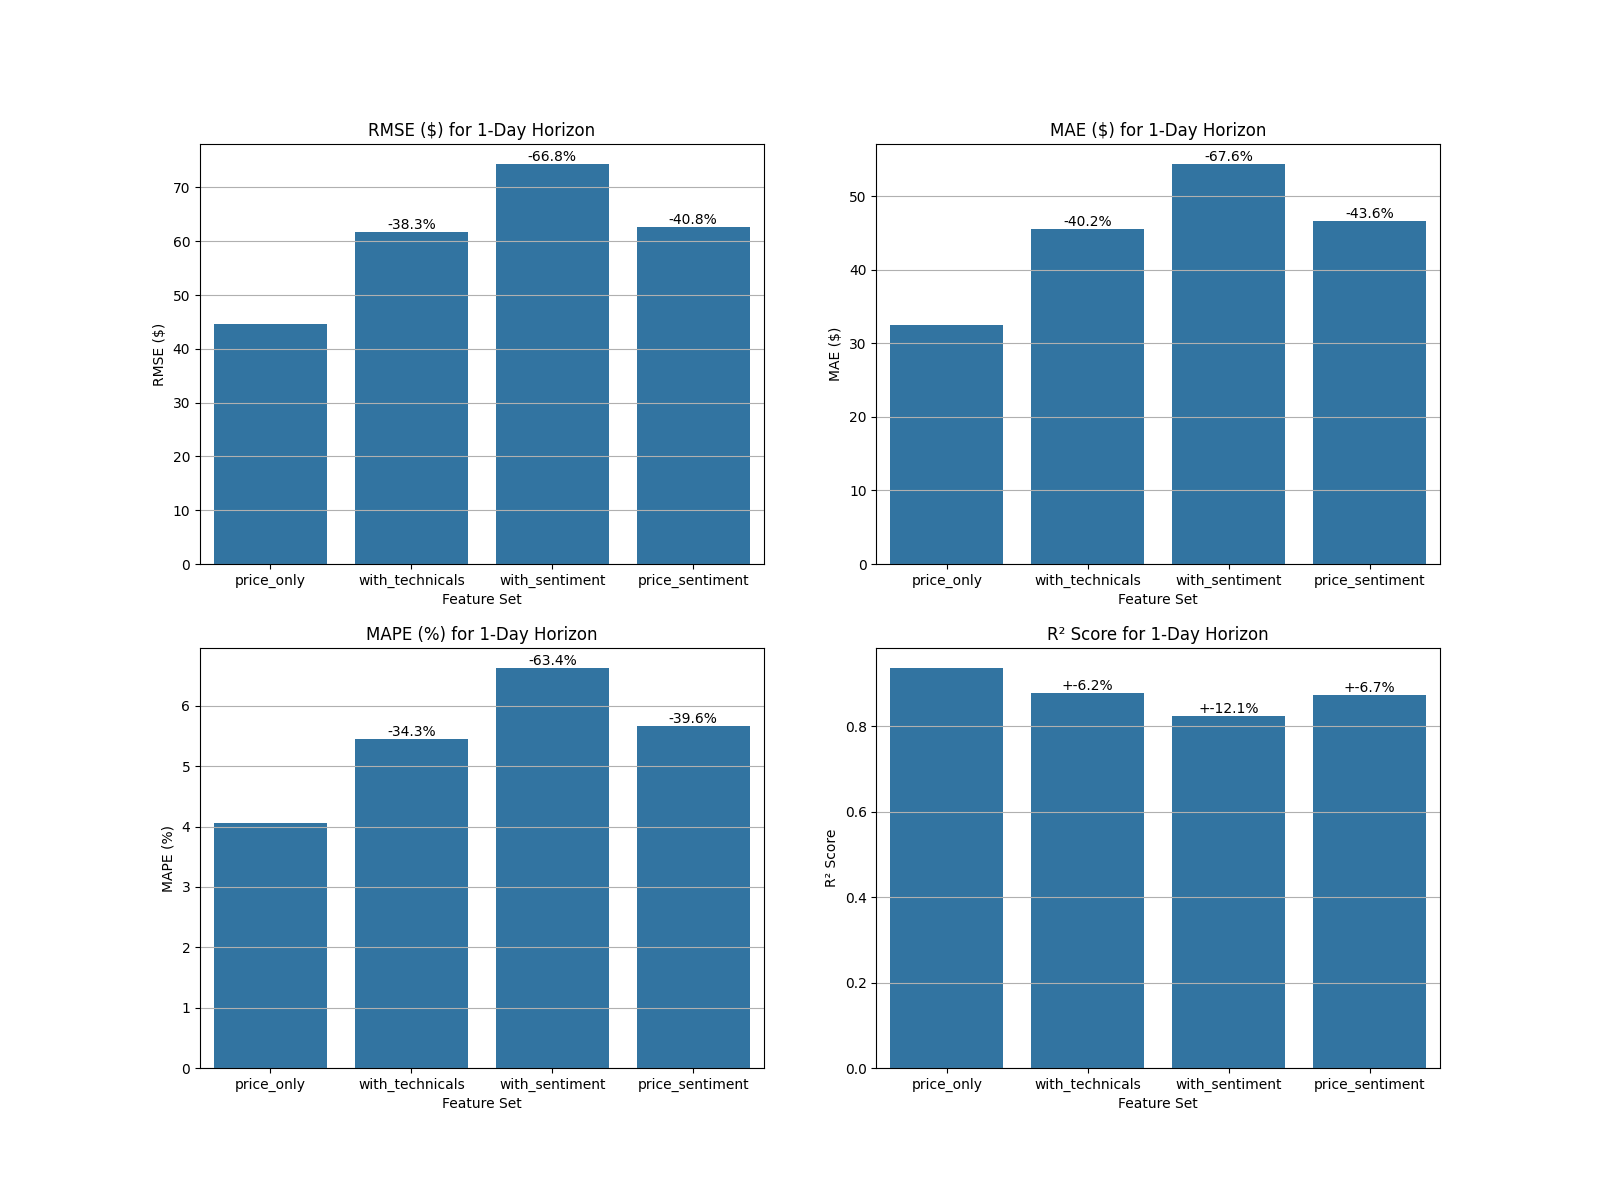 RMSE ($) for 1-Day Horizon
RMSE ($)
70
60
50
40
30
20
10
0
-38.3%
-66.8%
-40.8%
price_only with_technicals with_sentiment price_sentiment
Feature Set
MAE ($) for 1-Day Horizon
MAE ($)
50
40
30
20
10
0
-40.2%
-67.6%
-43.6%
price_only with_technicals with_sentiment price_sentiment
Feature Set
MAPE (%) for 1-Day Horizon
MAPE (%)
6
5
4
3
2
1
0
-34.3%
-63.4%
-39.6%
price_only with_technicals with_sentiment price_sentiment
Feature Set
R² Score for 1-Day Horizon
R² Score
0.8
0.6
0.4
0.2
0.0
+-6.2%
+-12.1%
+-6.7%
price_only with_technicals with_sentiment price_sentiment
Feature Set